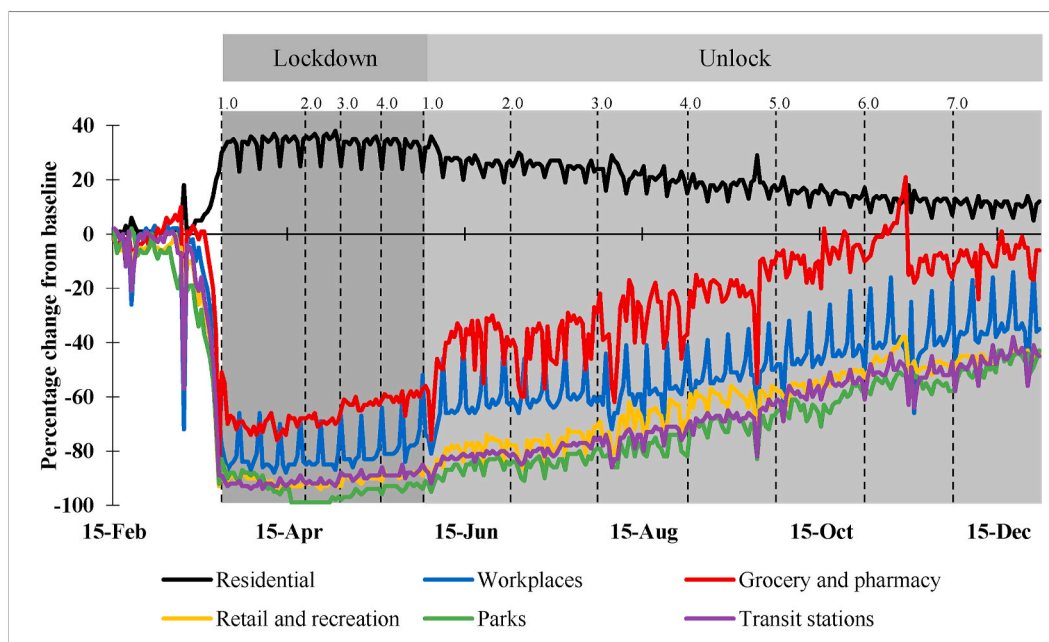 Lockdown Unlock
1.0 2.0 3.0 4.0 1.0 2.0 3.0 4.0 5.0 6.0 7.0
40
20
0
-20
-40
-60
-80
-100
Percentage change from baseline
15-Feb 15-Apr 15-Jun 15-Aug 15-Oct 15-Dec
Residential Workplaces Grocery and pharmacy
Retail and recreation Parks Transit stations